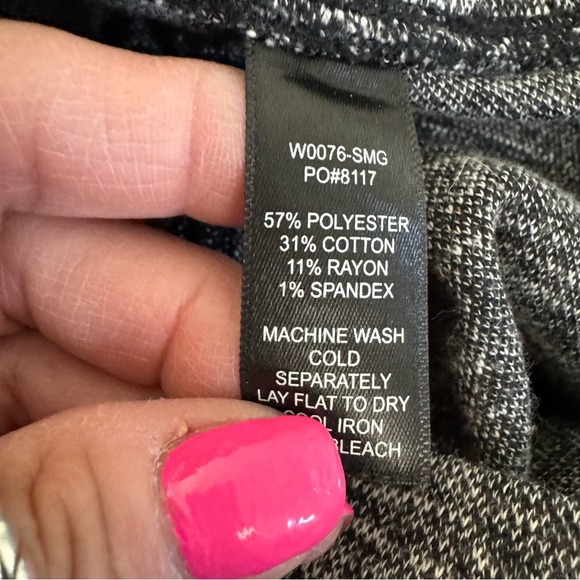 W0076-SMG
PO#8117
57% POLYESTER
31% COTTON
11% RAYON
1% SPANDEX
MACHINE WASH
COLD
SEPARATELY
LAY FLAT TO DRY
COOL IRON
BLEACH